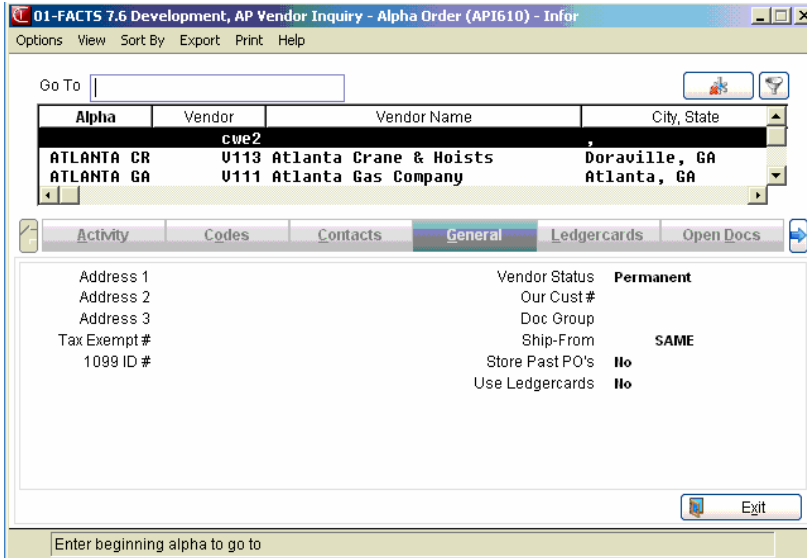 01-FACTS 7.6 Development, AP Vendor Inquiry - Alpha Order (API610) - Infor
Options View Sort By Export Print Help
Go To
Alpha Vendor Vendor Name City, State
cwe2 ,
ATLANTA CR V113 Atlanta Crane & Hoists Doraville, GA
ATLANTA GA V111 Atlanta Gas Company Atlanta, GA
Activity Codes Contacts General Ledgercards Open Docs
Address 1 Vendor Status Permanent
Address 2 Our Cust #
Address 3 Doc Group
Tax Exempt # Ship-From SAME
1099 ID # Store Past PO's No
Use Ledgercards No
Exit
Enter beginning alpha to go to